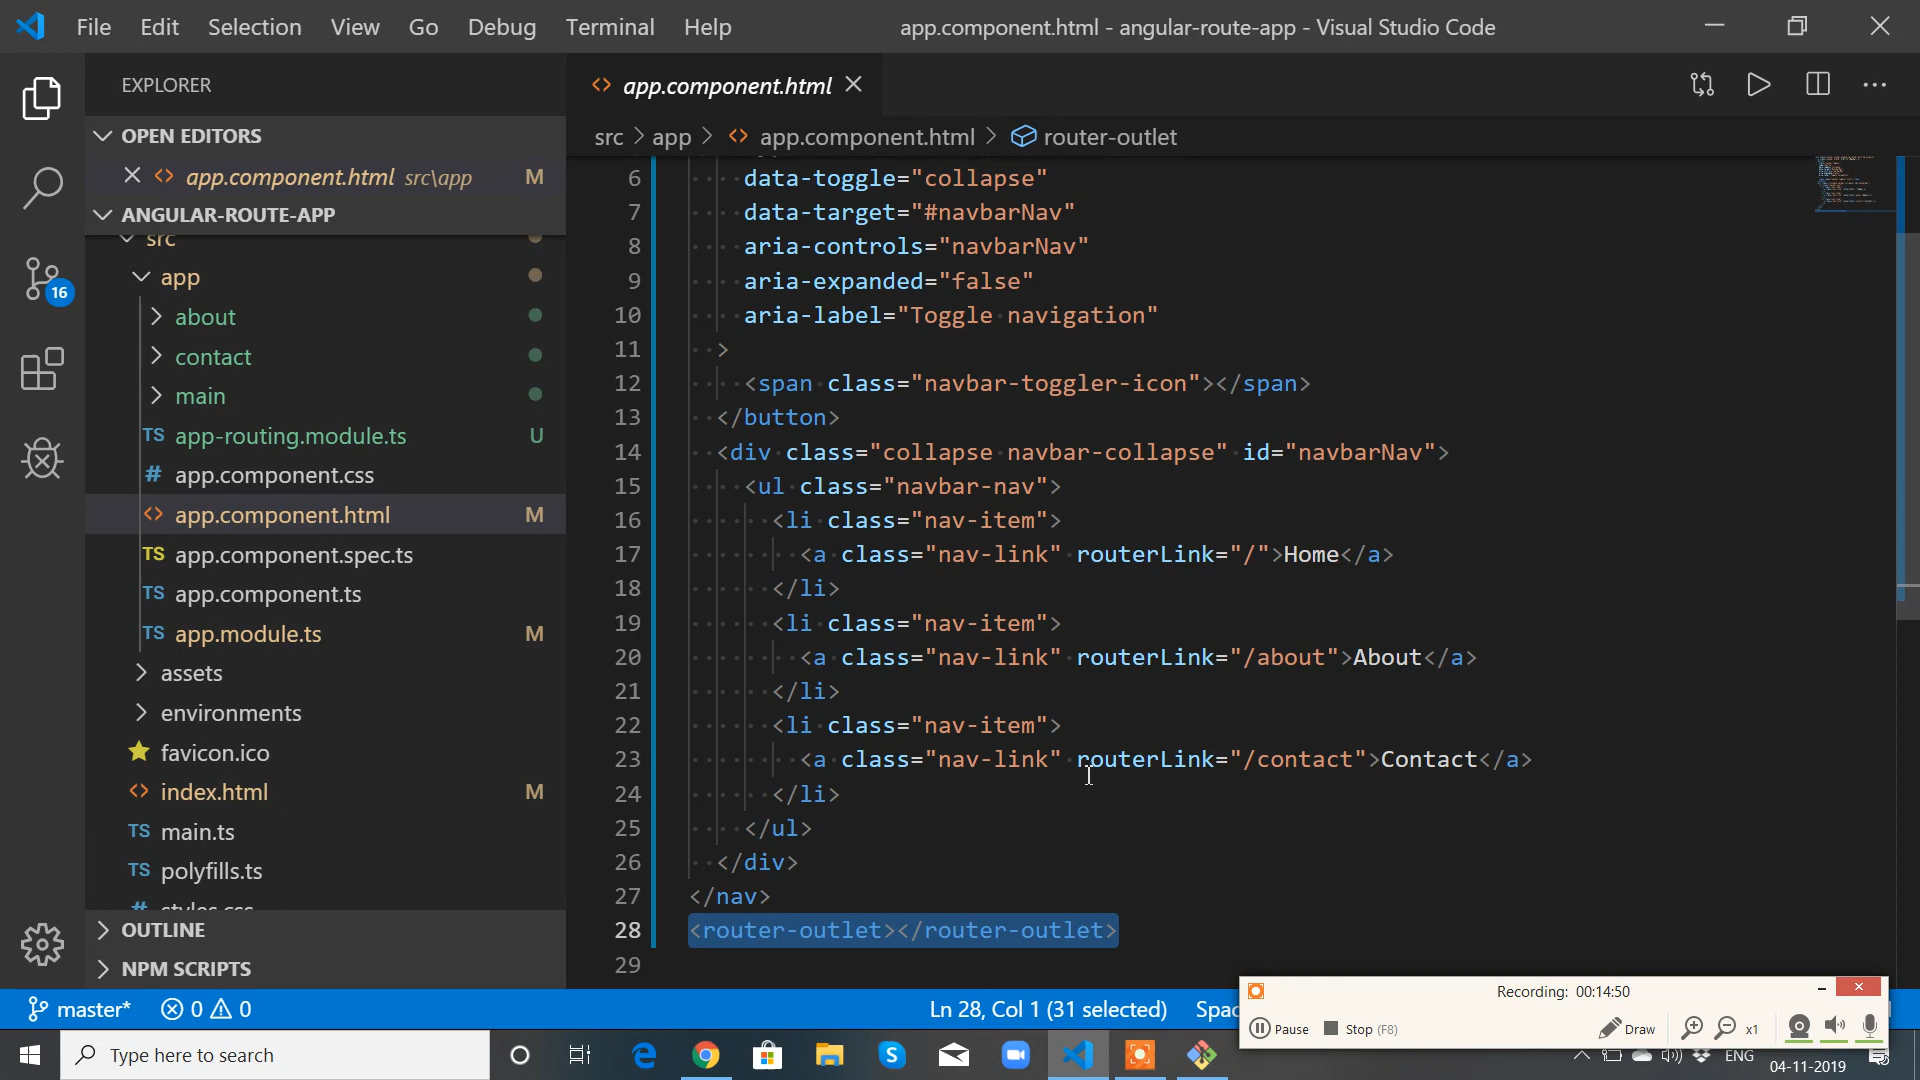 File Edit Selection View Go Debug Terminal Help app.component.html - angular-route-app - Visual Studio Code
EXPLORER
OPEN EDITORS
app.component.html src\app M
ANGULAR-ROUTE-APP
src
app
about
contact
main
TS app-routing.module.ts U
# app.component.css
<> app.component.html M
TS app.component.spec.ts
TS app.component.ts
TS app.module.ts M
assets
environments
favicon.ico
<> index.html M
TS main.ts
TS polyfills.ts
# styles.css
OUTLINE
NPM SCRIPTS
16
<> app.component.html
src > app > <> app.component.html > router-outlet
6 data-toggle="collapse"
7 data-target="#navbarNav"
8 aria-controls="navbarNav"
9 aria-expanded="false"
10 aria-label="Toggle navigation"
11 >
12 <span class="navbar-toggler-icon"></span>
13 </button>
14 <div class="collapse navbar-collapse" id="navbarNav">
15 <ul class="navbar-nav">
16 <li class="nav-item">
17 <a class="nav-link" routerLink="/">Home</a>
18 </li>
19 <li class="nav-item">
20 <a class="nav-link" routerLink="/about">About</a>
21 </li>
22 <li class="nav-item">
23 <a class="nav-link" routerLink="/contact">Contact</a>
24 </li>
25 </ul>
26 </div>
27 </nav>
28 <router-outlet></router-outlet>
29
master* 0 0 Ln 28, Col 1 (31 selected) Spac
Recording: 00:14:50
Pause Stop (F8) Draw x1
Type here to search
ENG
04-11-2019